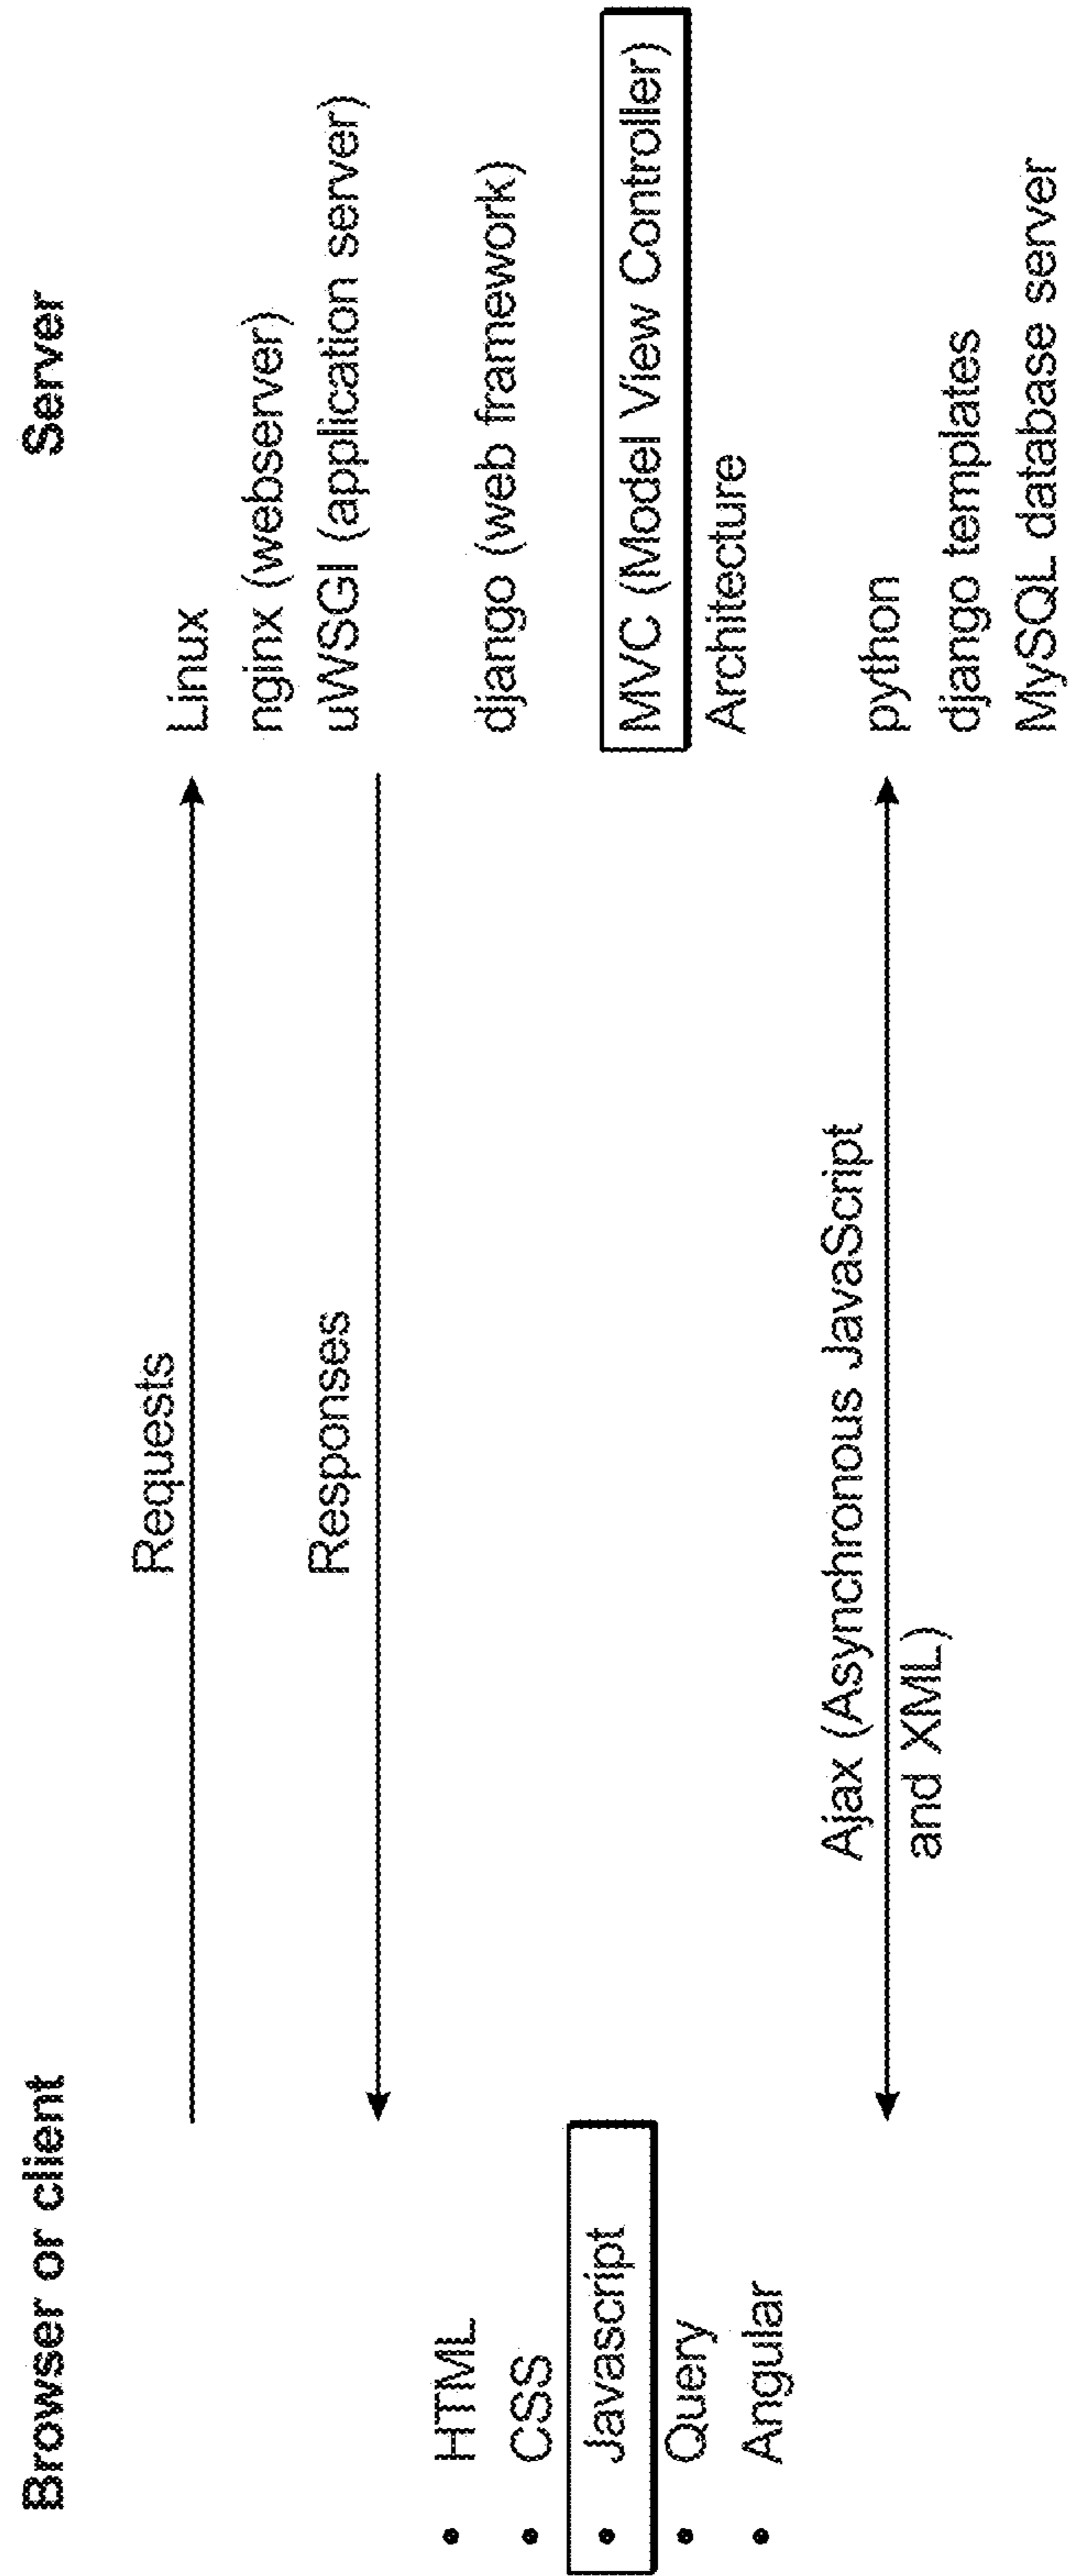 Browser or client
Server
Requests
Responses
• HTML
• CSS
• Javascript
• Query
• Angular
Ajax (Asynchronous JavaScript
and XML)
Linux
nginx (webserver)
uWSGI (application server)
django (web framework)
MVC (Model View Controller)
Architecture
python
django templates
MySQL database server